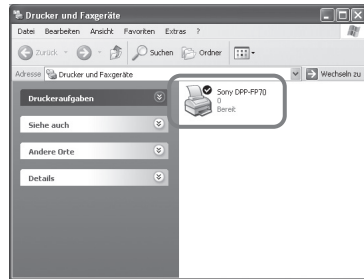 Drucker und Faxgeräte
Datei Bearbeiten Ansicht Favoriten Extras ?
Zurück Suchen Ordner
Adresse Drucker und Faxgeräte Wechseln zu
Druckeraufgaben
Siehe auch
Andere Orte
Details
Sony DPP-FP70
0
Bereit